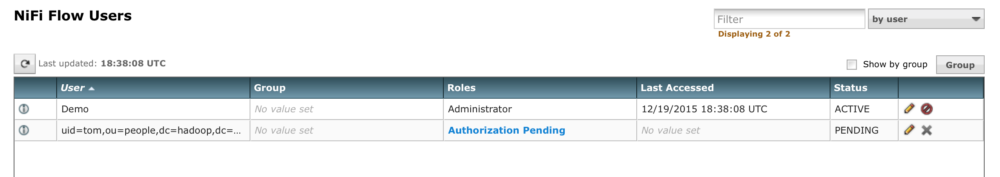 NiFi Flow Users
Filter
by user
Displaying 2 of 2
Last updated: 18:38:08 UTC
Show by group
Group
User Group Roles Last Accessed Status
Demo No value set Administrator 12/19/2015 18:38:08 UTC ACTIVE
uid=tom,ou=people,dc=hadoop,dc=... No value set Authorization Pending No value set PENDING